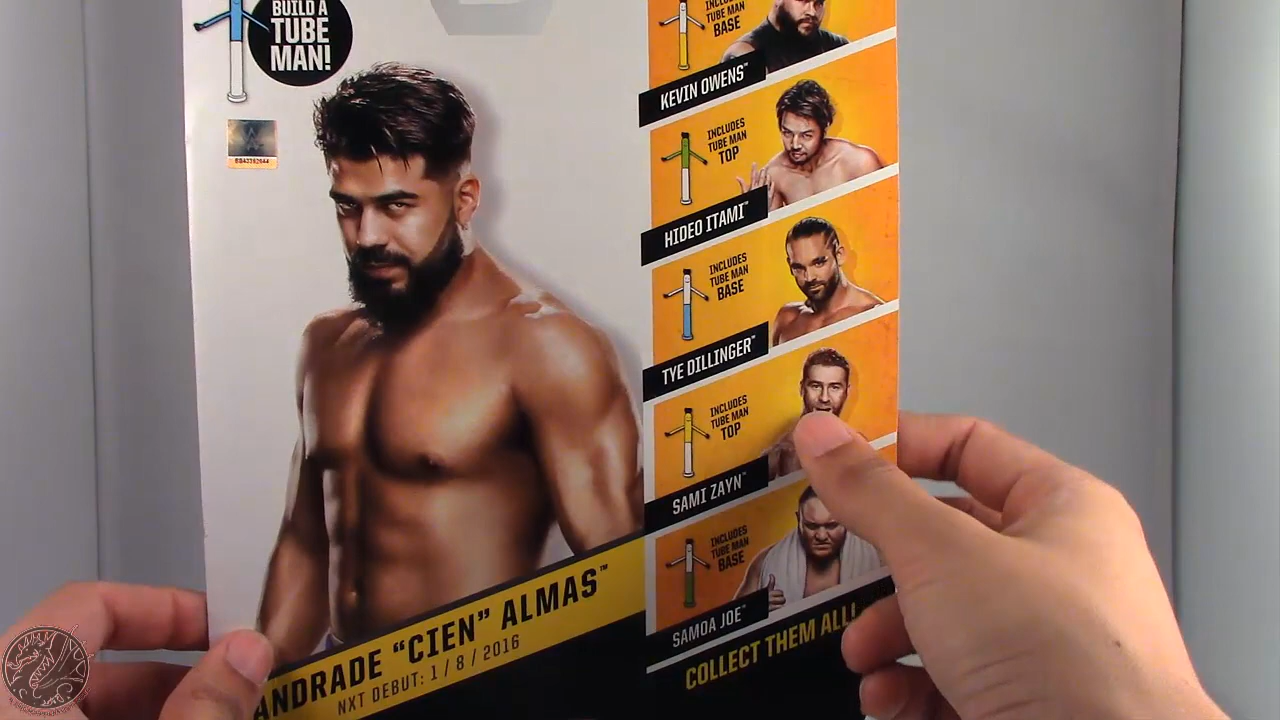 BUILD A
TUBE
MAN!
INCLUDES
TUBE MAN
BASE
KEVIN OWENS™
INCLUDES
TUBE MAN
TOP
HIDEO ITAMI™
INCLUDES
TUBE MAN
BASE
TYE DILLINGER™
INCLUDES
TUBE MAN
TOP
SAMI ZAYN™
INCLUDES
TUBE MAN
BASE
SAMOA JOE™
COLLECT THEM ALL!
ANDRADE “CIEN” ALMAS™
NXT DEBUT: 1 / 8 / 2016